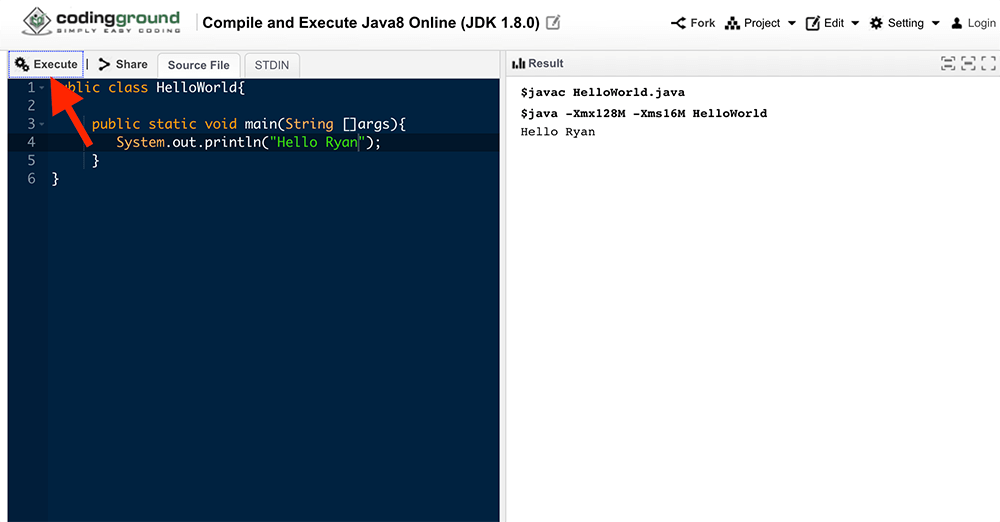 codingground
SIMPLY EASY CODING
Compile and Execute Java8 Online (JDK 1.8.0)
Fork Project Edit Setting Login
Execute | Share Source File STDIN
Result
1 blic class HelloWorld{
2
3 public static void main(String []args){
4 System.out.println("Hello Ryan");
5 }
6 }
$javac HelloWorld.java
$java -Xmx128M -Xms16M HelloWorld
Hello Ryan